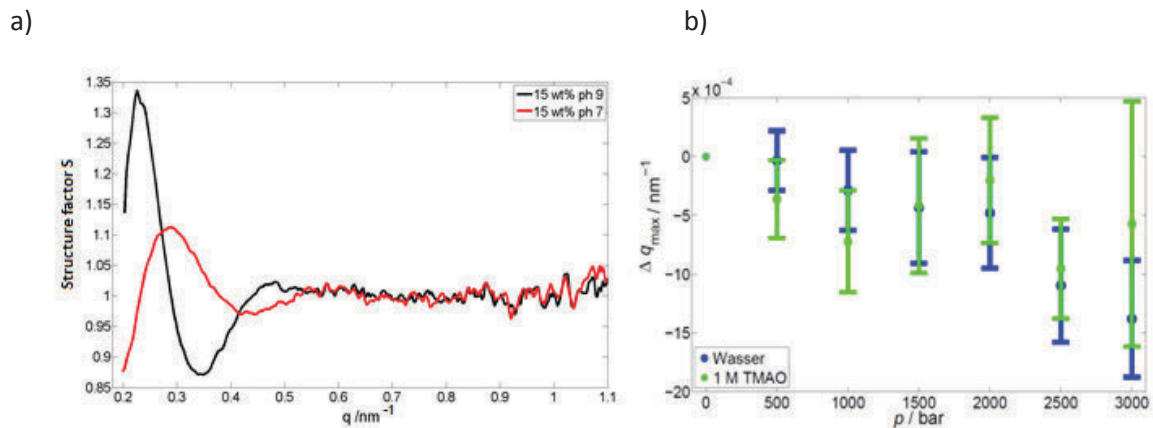 a)
b)
1.35
1.3
1.25
1.2
1.15
1.1
1.05
1
0.95
0.9
0.85
Structure factor S
15 wt% ph 9
15 wt% ph 7
0.2 0.3 0.4 0.5 0.6 0.7 0.8 0.9 1 1.1
q /nm⁻¹
× 10⁻⁴
5
0
−5
−10
−15
−20
Δ qmax / nm⁻¹
Wasser
1 M TMAO
0 500 1000 1500 2000 2500 3000
p / bar